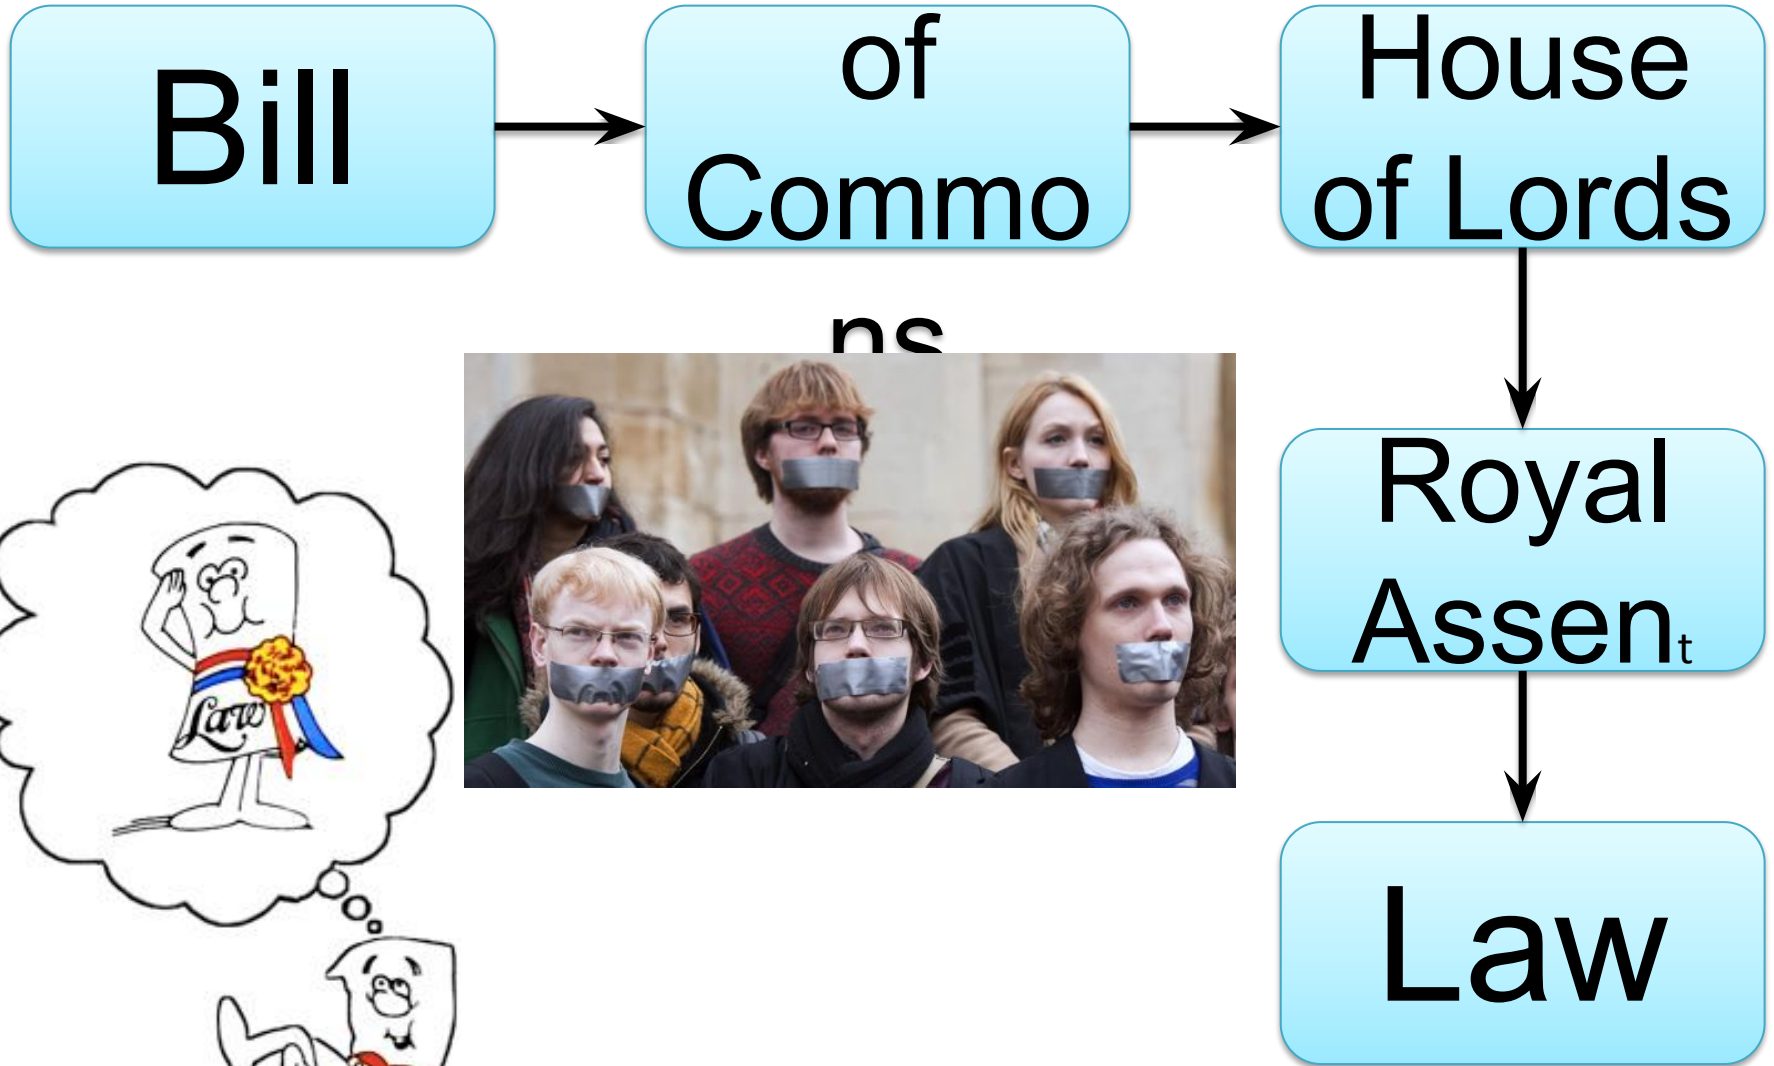 Bill
of
Commo
ns
House
of Lords
Royal
Assent
Law
Law